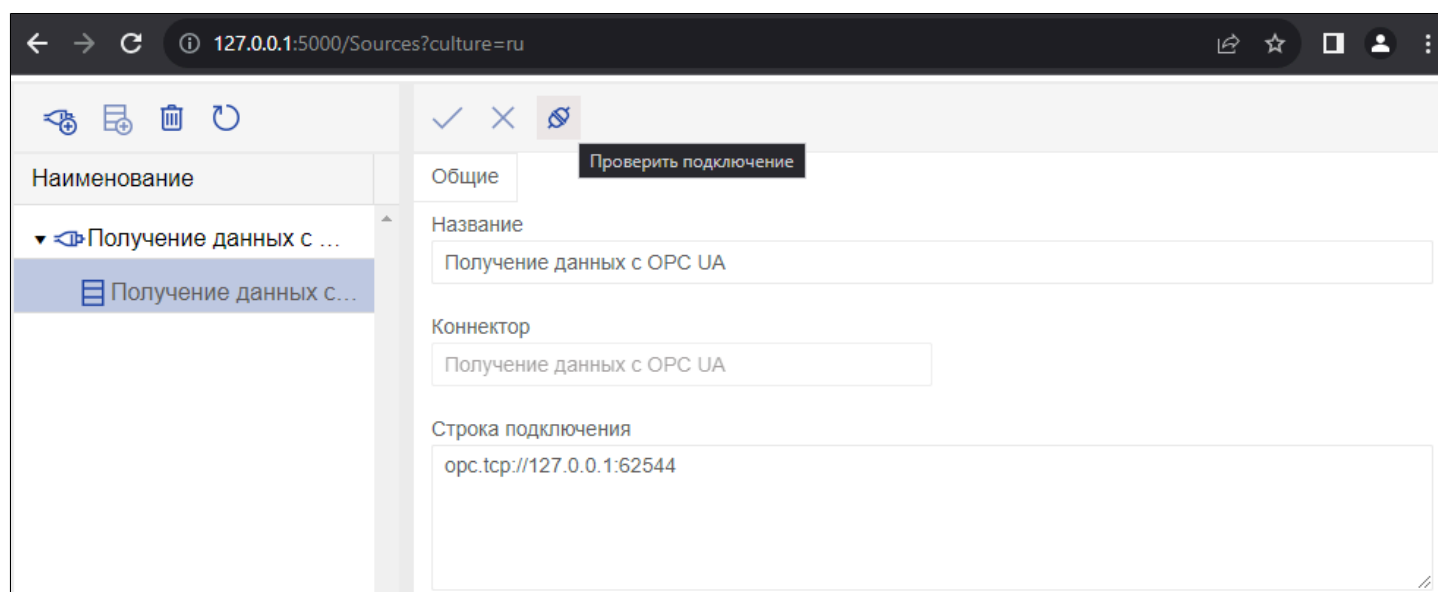 127.0.0.1:5000/Sources?culture=ru
Проверить подключение
Наименование
Общие
Получение данных с ...
Получение данных с...
Название
Получение данных с OPC UA
Коннектор
Получение данных с OPC UA
Строка подключения
opc.tcp://127.0.0.1:62544